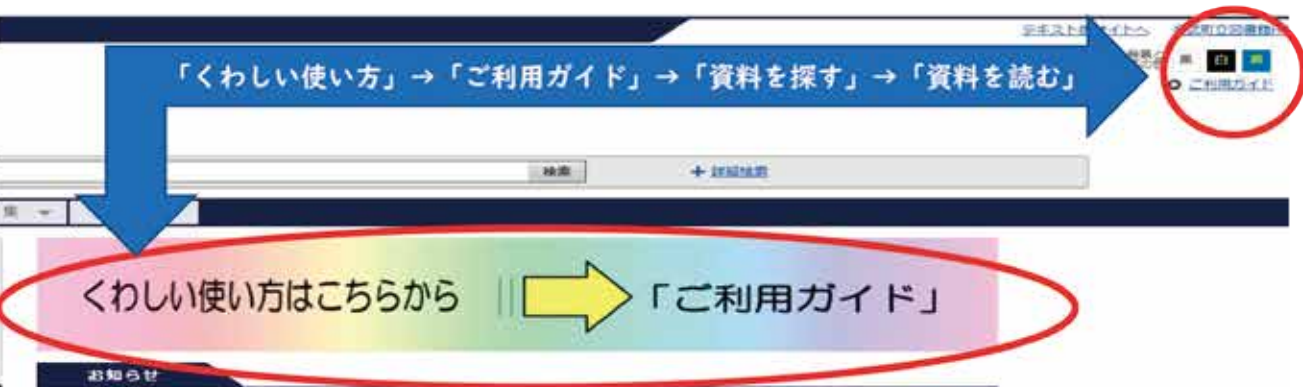 テキスト版サイトへ
「くわしい使い方」→「ご利用ガイド」→「資料を探す」→「資料を読む」
黒 白 黄
ご利用ガイド
検索
+ 詳細検索
集
くわしい使い方はこちらから
「ご利用ガイド」
お知らせ